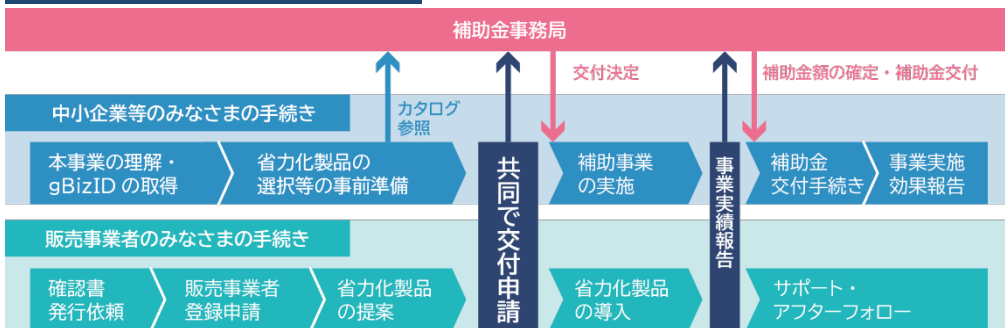 補助金事務局
交付決定
補助金額の確定・補助金交付
カタログ
参照
中小企業等のみなさまの手続き
本事業の理解・
gBizID の取得
省力化製品の
選択等の事前準備
共同で交付申請
補助事業
の実施
事業実績報告
補助金
交付手続き
事業実施
効果報告
販売事業者のみなさまの手続き
確認書
発行依頼
販売事業者
登録申請
省力化製品
の提案
省力化製品
の導入
サポート・
アフターフォロー